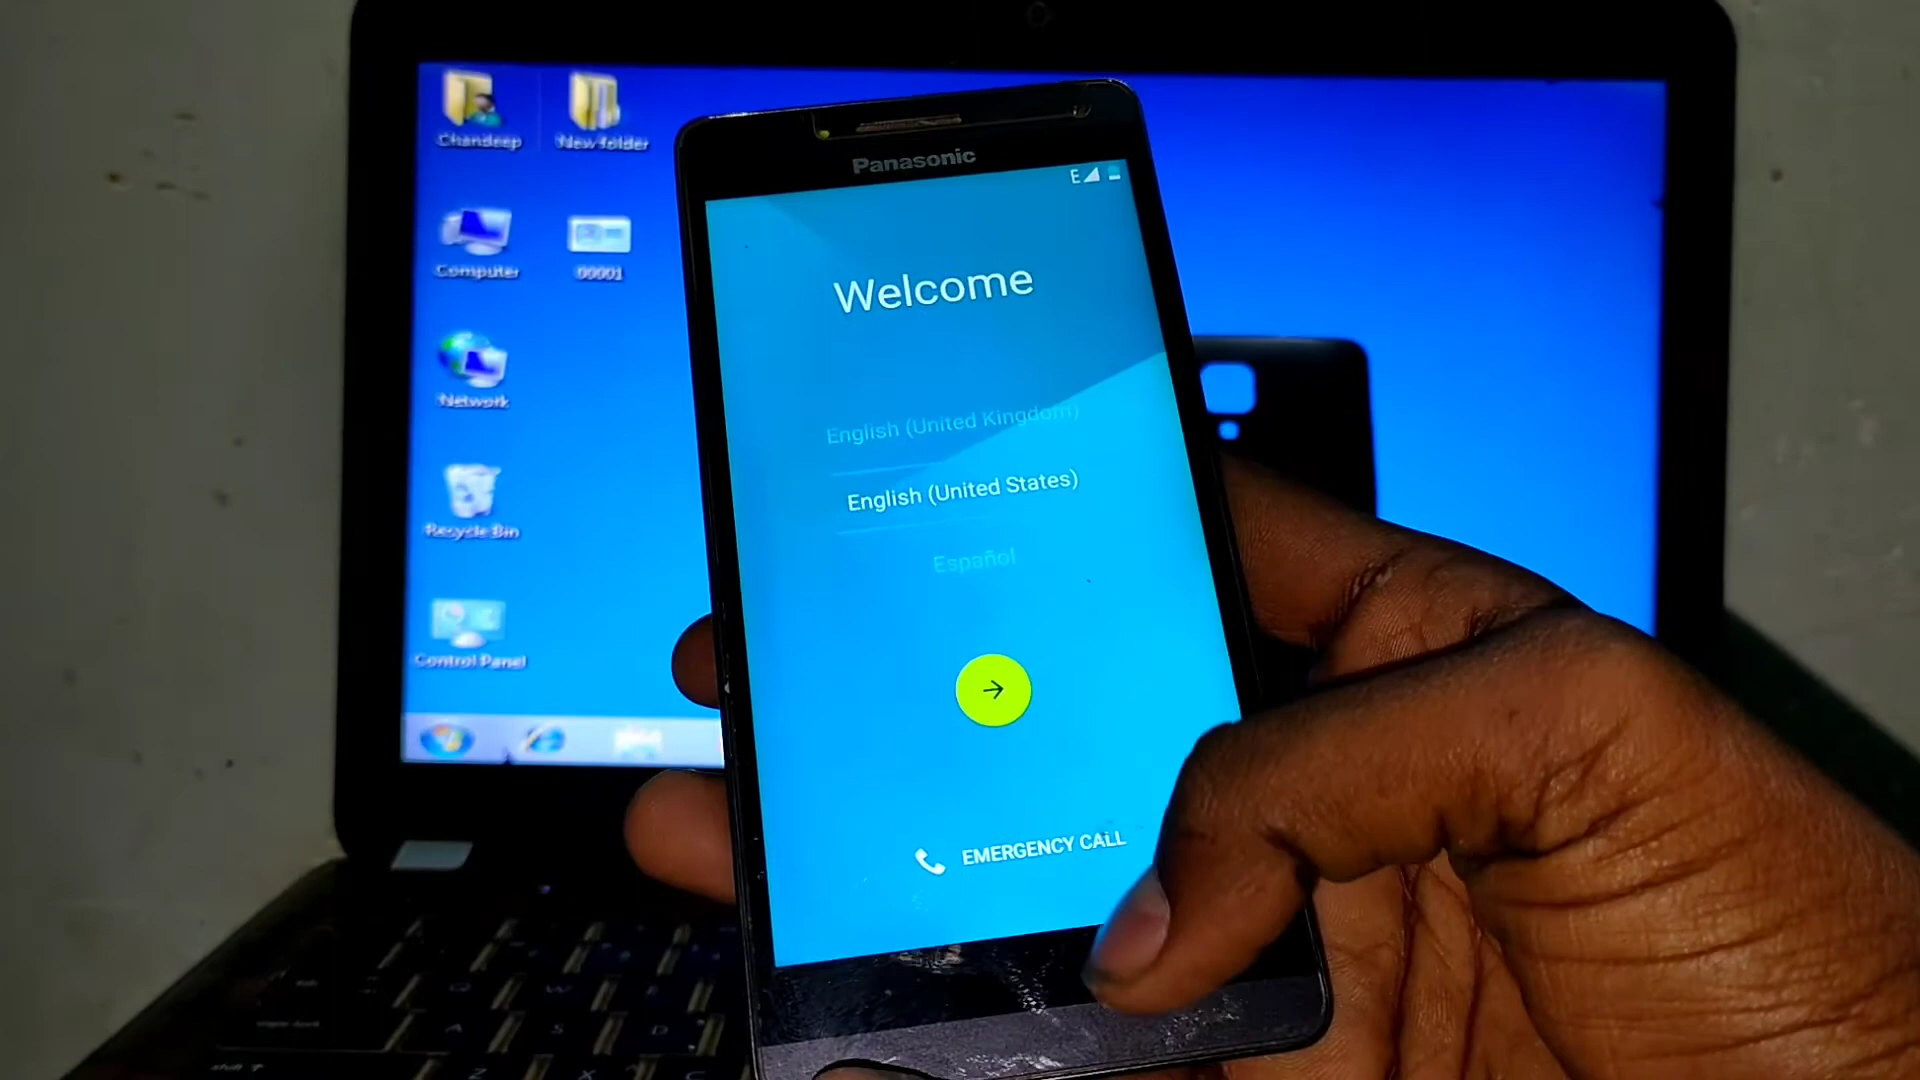 Chandeep
New folder
Computer
00001
Network
Recycle Bin
Control Panel
Panasonic
E
Welcome
English (United Kingdom)
English (United States)
Español
EMERGENCY CALL
Q
W
A
S
D
shift
Z
X
C